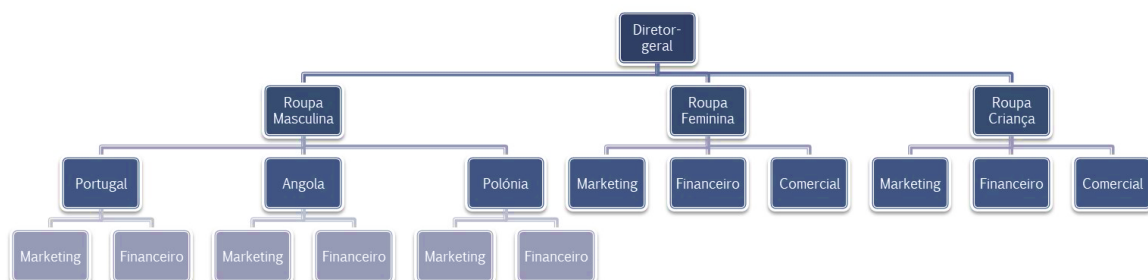 Diretor-
geral
Roupa
Masculina
Roupa
Feminina
Roupa
Criança
Portugal
Angola
Polónia
Marketing
Financeiro
Comercial
Marketing
Financeiro
Comercial
Marketing
Financeiro
Marketing
Financeiro
Marketing
Financeiro